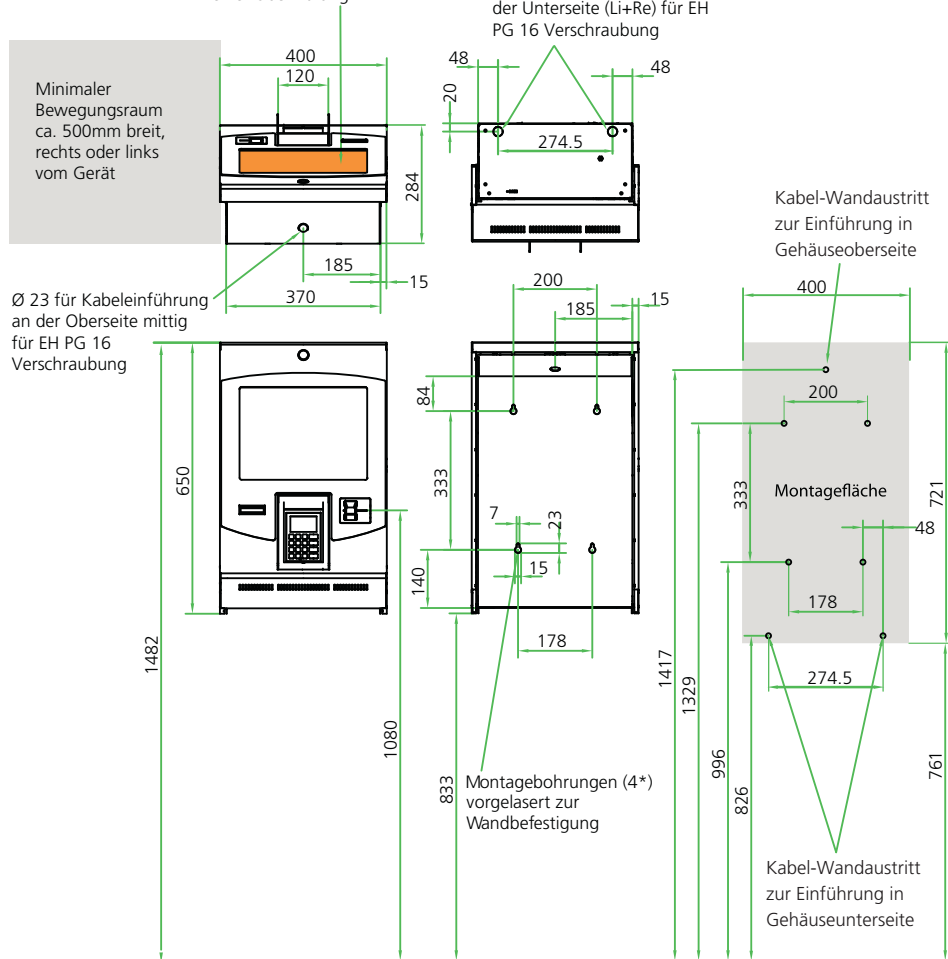 der Unterseite (Li+Re) für EH
PG 16 Verschraubung
400
120
48
48
20
274.5
Minimaler
Bewegungsraum
ca. 500mm breit,
rechts oder links
vom Gerät
284
185
15
370
Ø 23 für Kabeleinführung
an der Oberseite mittig
für EH PG 16
Verschraubung
200
185
15
Kabel-Wandaustritt
zur Einführung in
Gehäuseoberseite
400
84
200
650
333
333
Montagefläche
721
7
23
48
15
140
178
178
1482
1417
1329
274.5
1080
996
761
833
826
Montagebohrungen (4*)
vorgelasert zur
Wandbefestigung
Kabel-Wandaustritt
zur Einführung in
Gehäuseunterseite